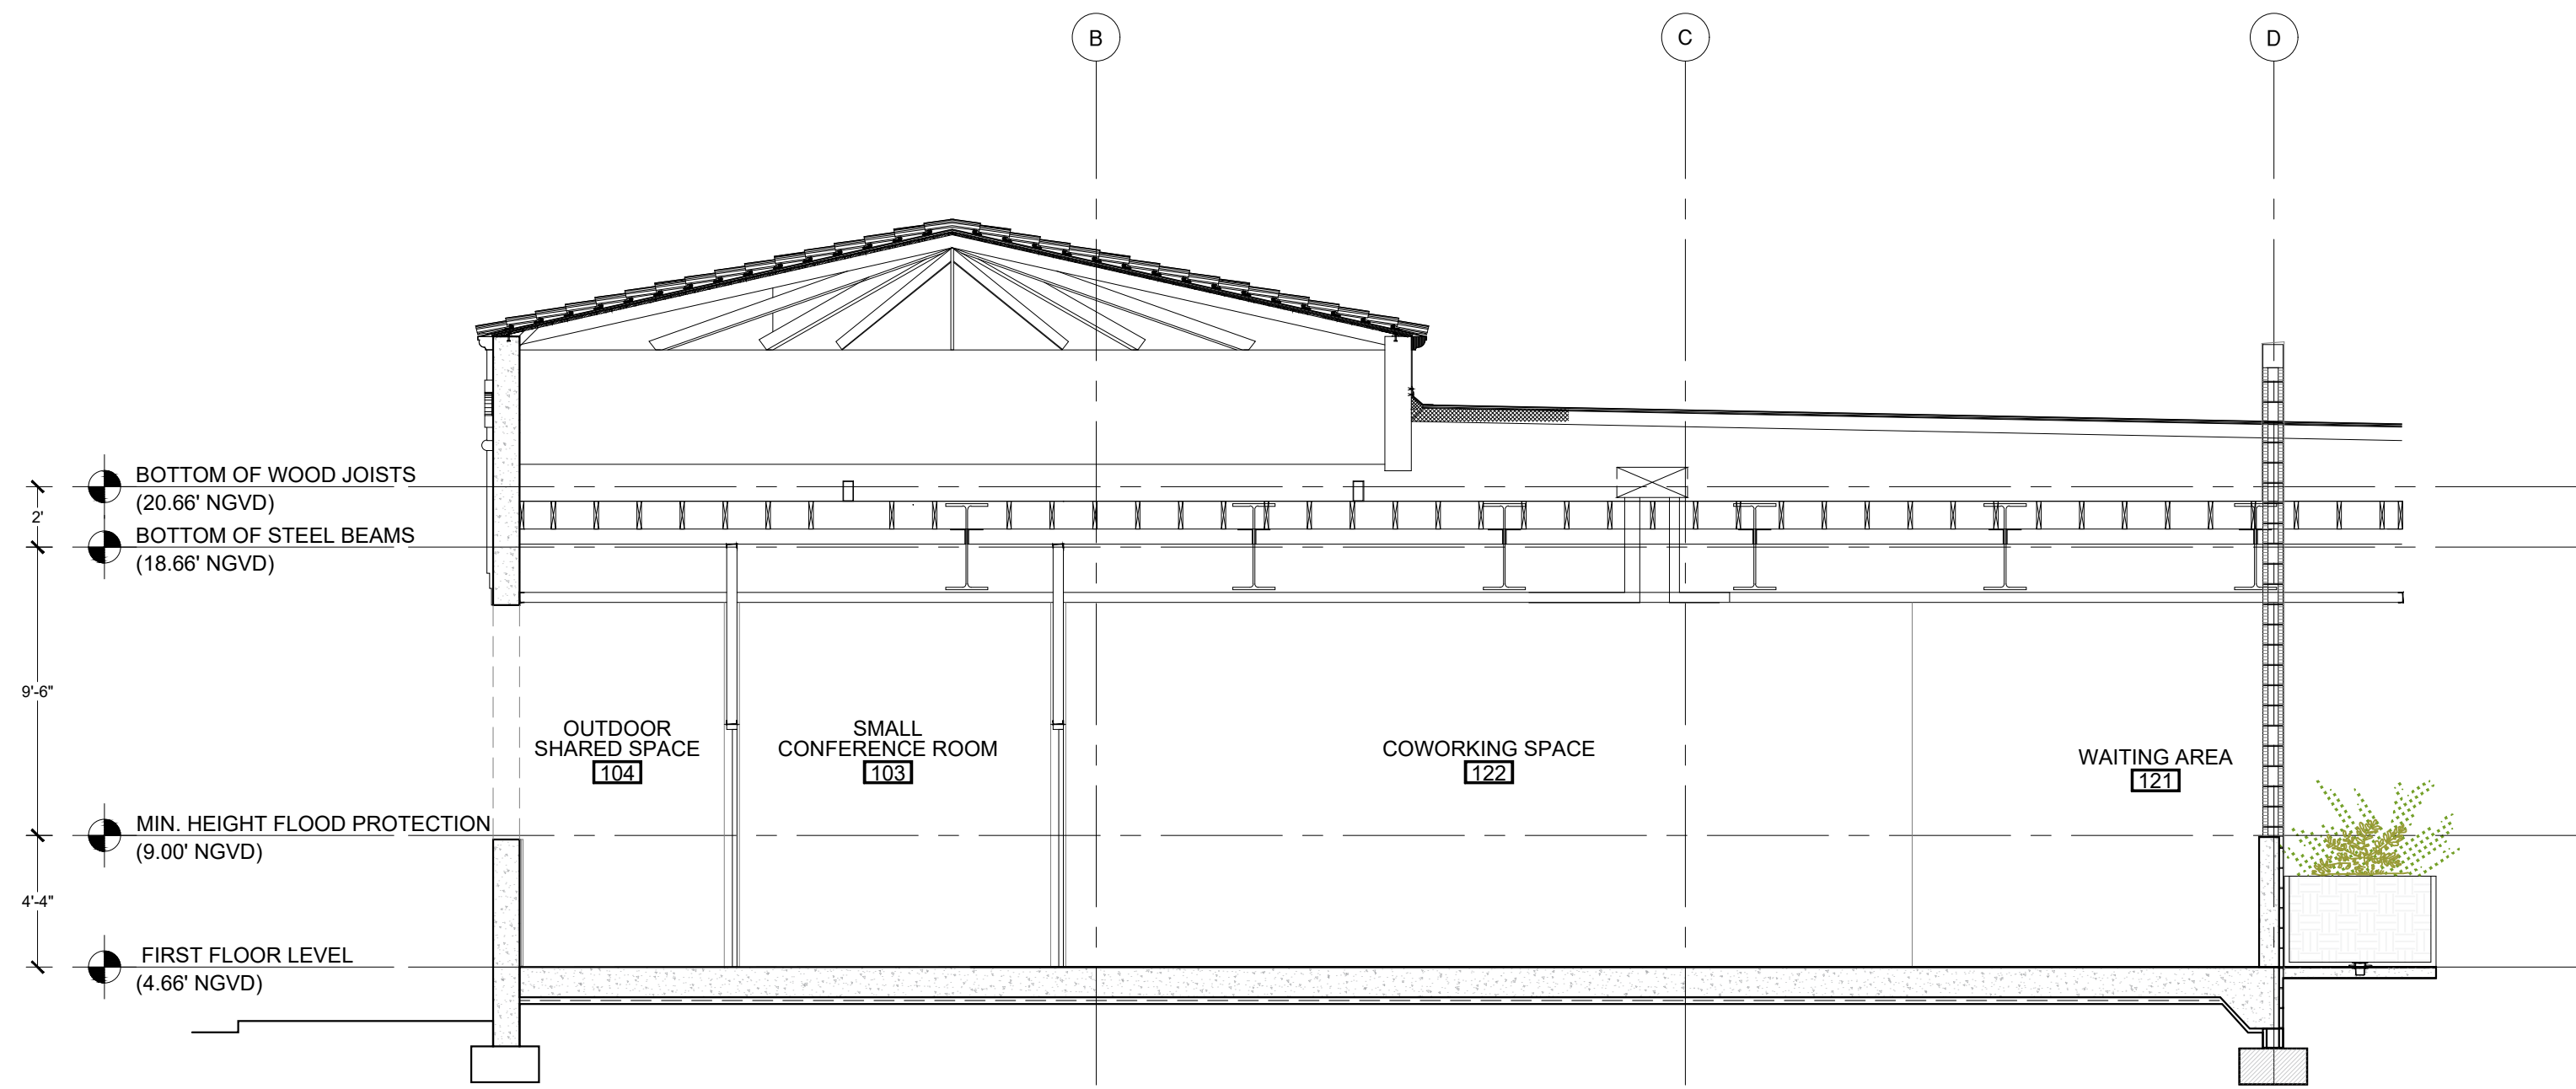 B
C
D
BOTTOM OF WOOD JOISTS
(20.66' NGVD)
2'
BOTTOM OF STEEL BEAMS
(18.66' NGVD)
9'-6"
OUTDOOR
SHARED SPACE
104
SMALL
CONFERENCE ROOM
103
COWORKING SPACE
122
WAITING AREA
121
MIN. HEIGHT FLOOD PROTECTION
(9.00' NGVD)
4'-4"
FIRST FLOOR LEVEL
(4.66' NGVD)